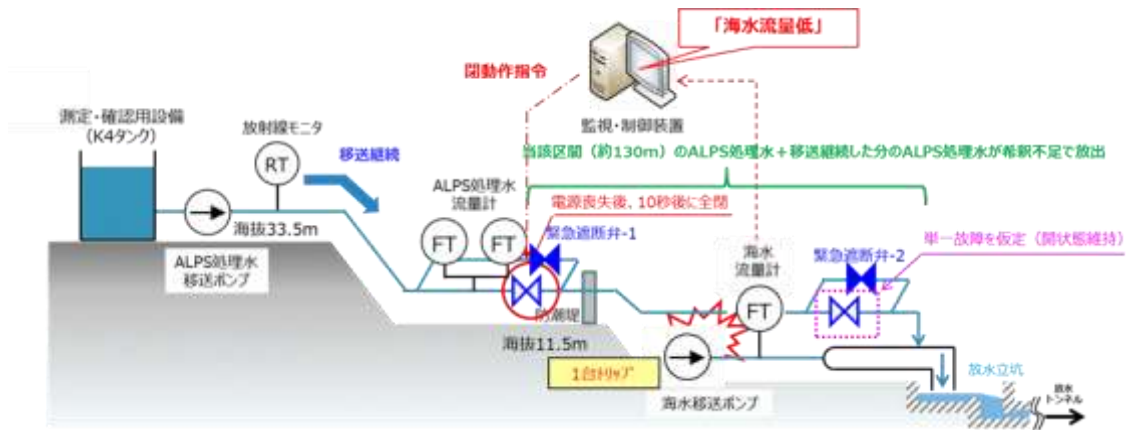 「海水流量低」
閉動作指令
測定・確認用設備
(K4タンク)
放射線モニタ
監視・制御装置
RT
移送継続
当該区間（約130m）のALPS処理水＋移送継続した分のALPS処理水が希釈不足で放出
ALPS処理水
流量計
電源喪失後、10秒後に全閉
海抜33.5m
FT
FT
緊急遮断弁-1
海水
流量計
緊急遮断弁-2
単一故障を仮定（開状態維持）
ALPS処理水
移送ポンプ
防潮堤
FT
海抜11.5m
1台トリップ
海水移送ポンプ
放水立坑
放水
トンネル